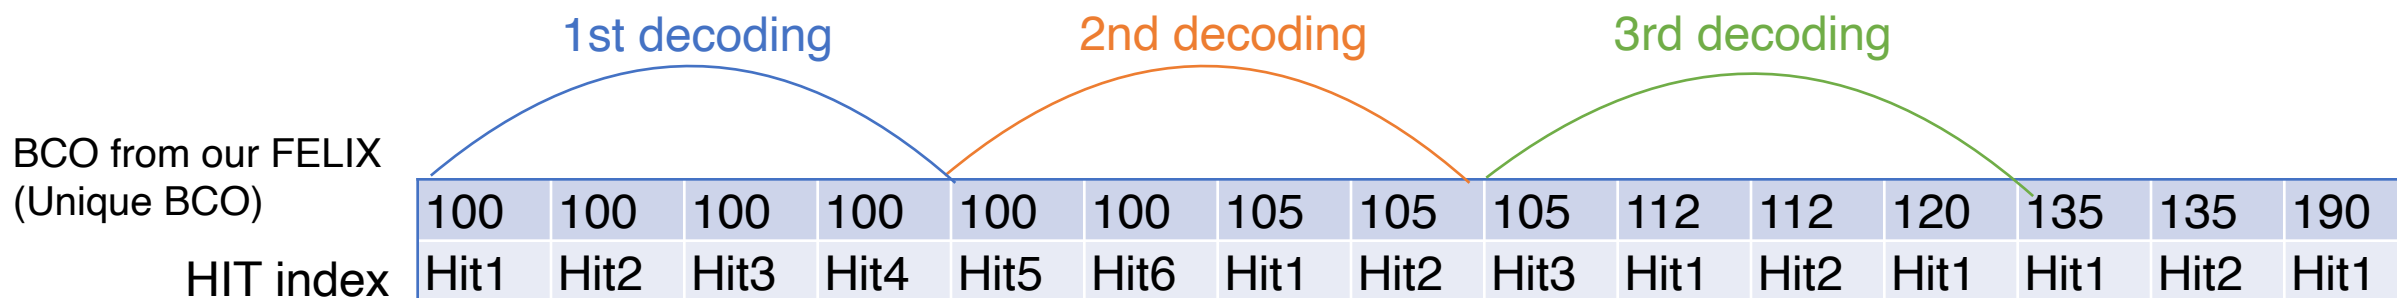 1st decoding 2nd decoding 3rd decoding
BCO from our FELIX
(Unique BCO)
100 100 100 100 100 100 105 105 105 112 112 120 135 135 190
HIT index Hit1 Hit2 Hit3 Hit4 Hit5 Hit6 Hit1 Hit2 Hit3 Hit1 Hit2 Hit1 Hit1 Hit2 Hit1